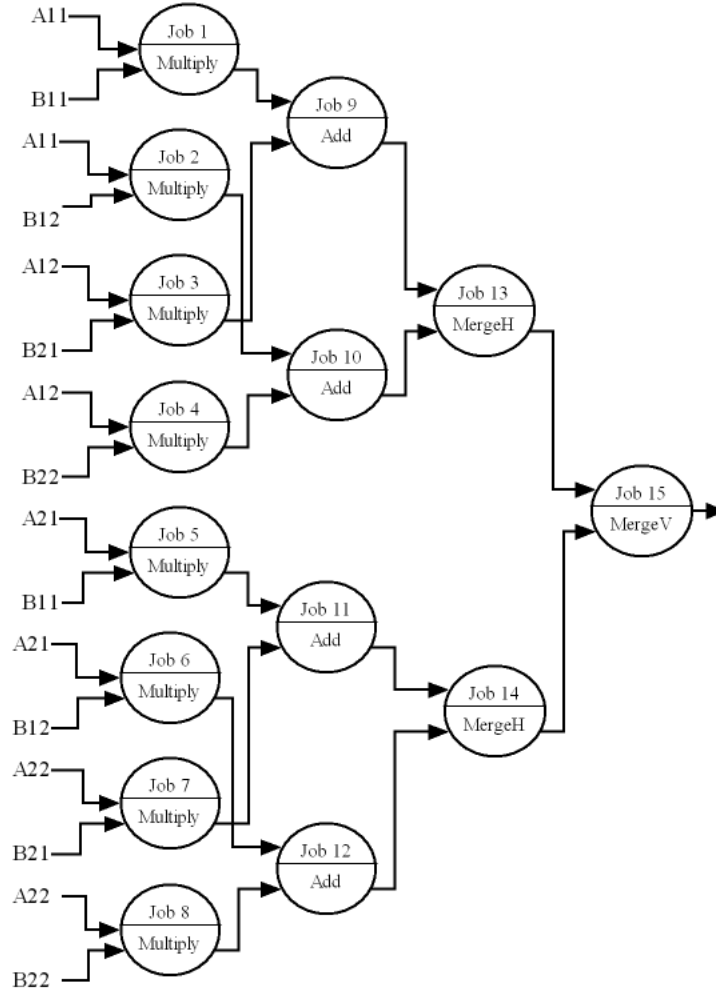 A11
Job 1
Multiply
B11
Job 9
Add
A11
Job 2
Multiply
B12
A12
Job 3
Multiply
B21
Job 13
MergeH
Job 10
Add
A12
Job 4
Multiply
B22
Job 15
MergeV
A21
Job 5
Multiply
B11
Job 11
Add
A21
Job 6
Multiply
B12
Job 14
MergeH
A22
Job 7
Multiply
B21
Job 12
Add
A22
Job 8
Multiply
B22